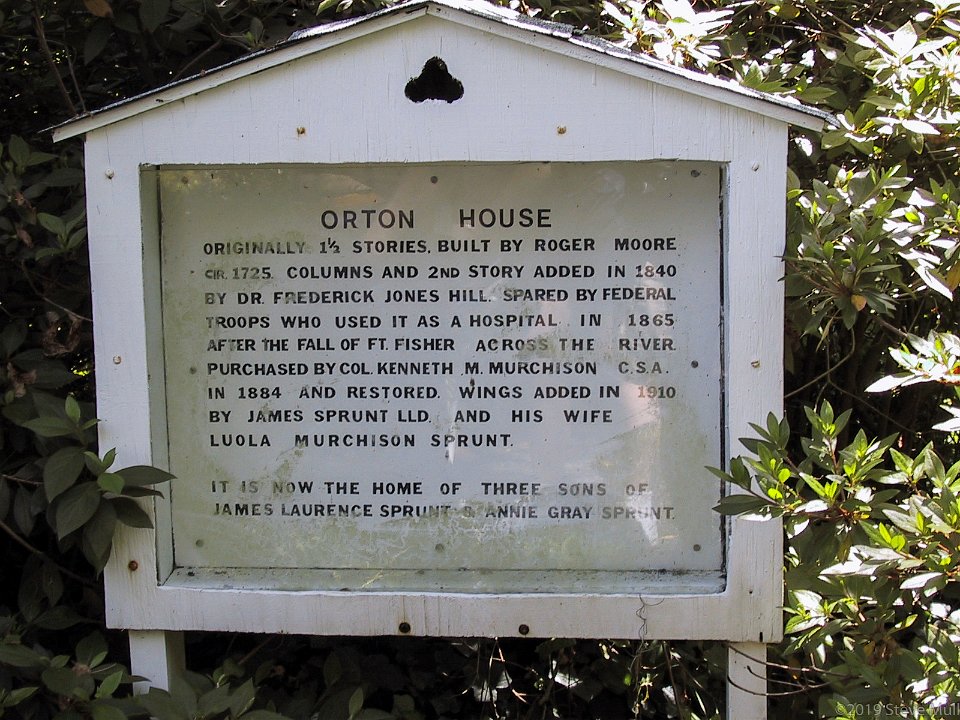 ORTON HOUSE
ORIGINALLY 1½ STORIES, BUILT BY ROGER MOORE
CIR. 1725. COLUMNS AND 2ND STORY ADDED IN 1840
BY DR. FREDERICK JONES HILL. SPARED BY FEDERAL
TROOPS WHO USED IT AS A HOSPITAL IN 1865
AFTER THE FALL OF FT. FISHER ACROSS THE RIVER.
PURCHASED BY COL. KENNETH M. MURCHISON C.S.A.
IN 1884 AND RESTORED. WINGS ADDED IN 1910
BY JAMES SPRUNT LLD. AND HIS WIFE
LUOLA MURCHISON SPRUNT.
IT IS NOW THE HOME OF THREE SONS OF
JAMES LAURENCE SPRUNT & ANNIE GRAY SPRUNT.
©2019 Steve